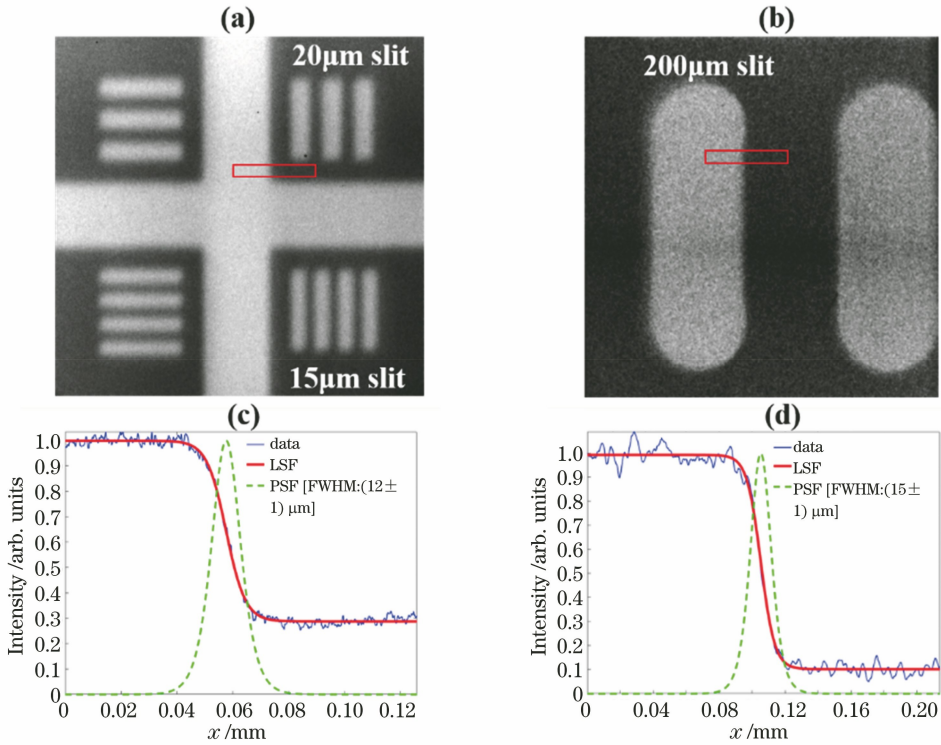 (a)
20μm slit
15μm slit
(b)
200μm slit
(c)
1.0
0.9
0.8
0.7
0.6
0.5
0.4
0.3
0.2
0.1
0
Intensity /arb. units
data
LSF
PSF [FWHM:(12±
1) μm]
0 0.02 0.04 0.06 0.08 0.10 0.12
x /mm
(d)
1.0
0.9
0.8
0.7
0.6
0.5
0.4
0.3
0.2
0.1
0
Intensity /arb. units
data
LSF
PSF [FWHM:(15±
1) μm]
0 0.04 0.08 0.12 0.16 0.20
x /mm